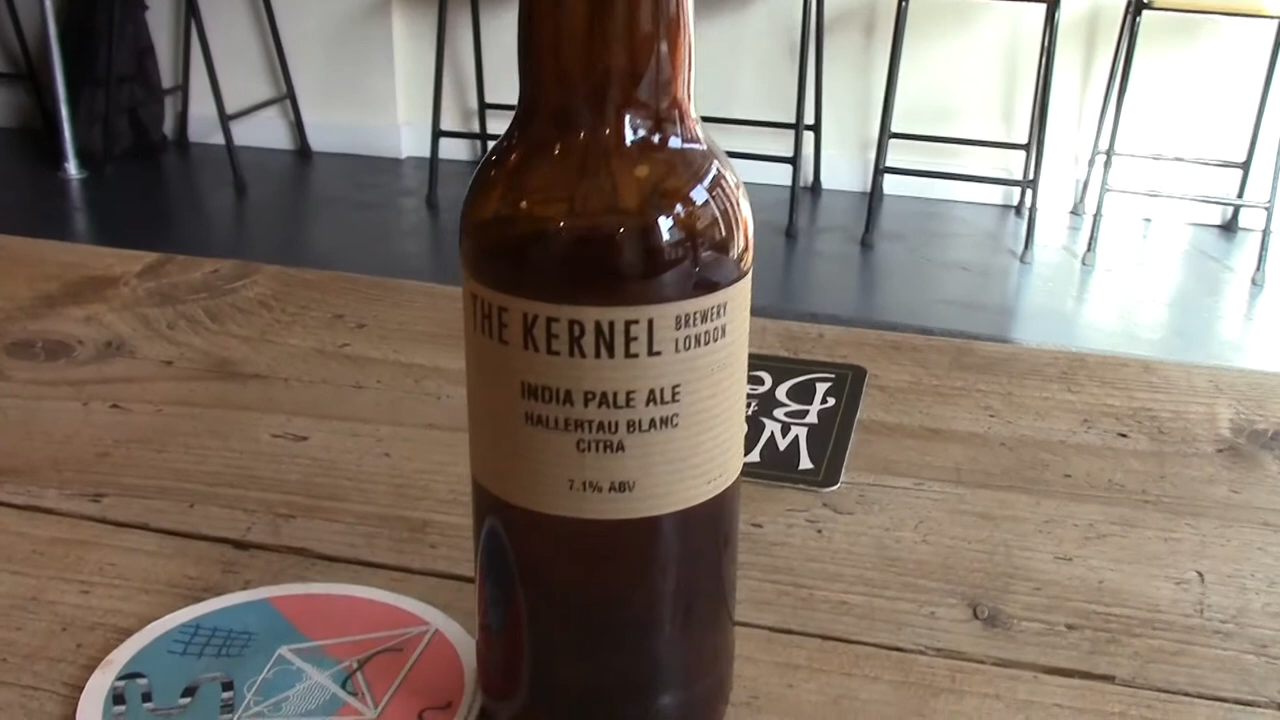 THE KERNEL BREWERY LONDON
INDIA PALE ALE
HALLERTAU BLANC
CITRA
7.1% ABV